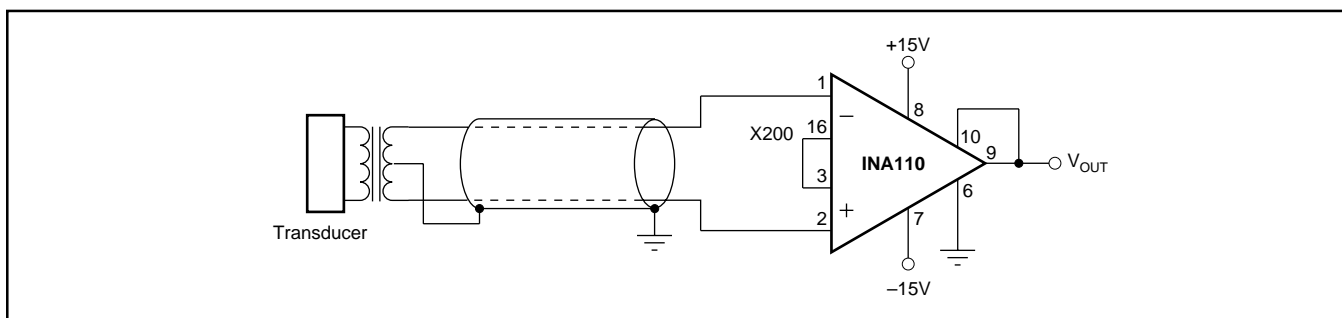 +15V
1
8
X200
16
−
10
INA110
9
V_OUT
3
6
2
+
7
Transducer
−15V